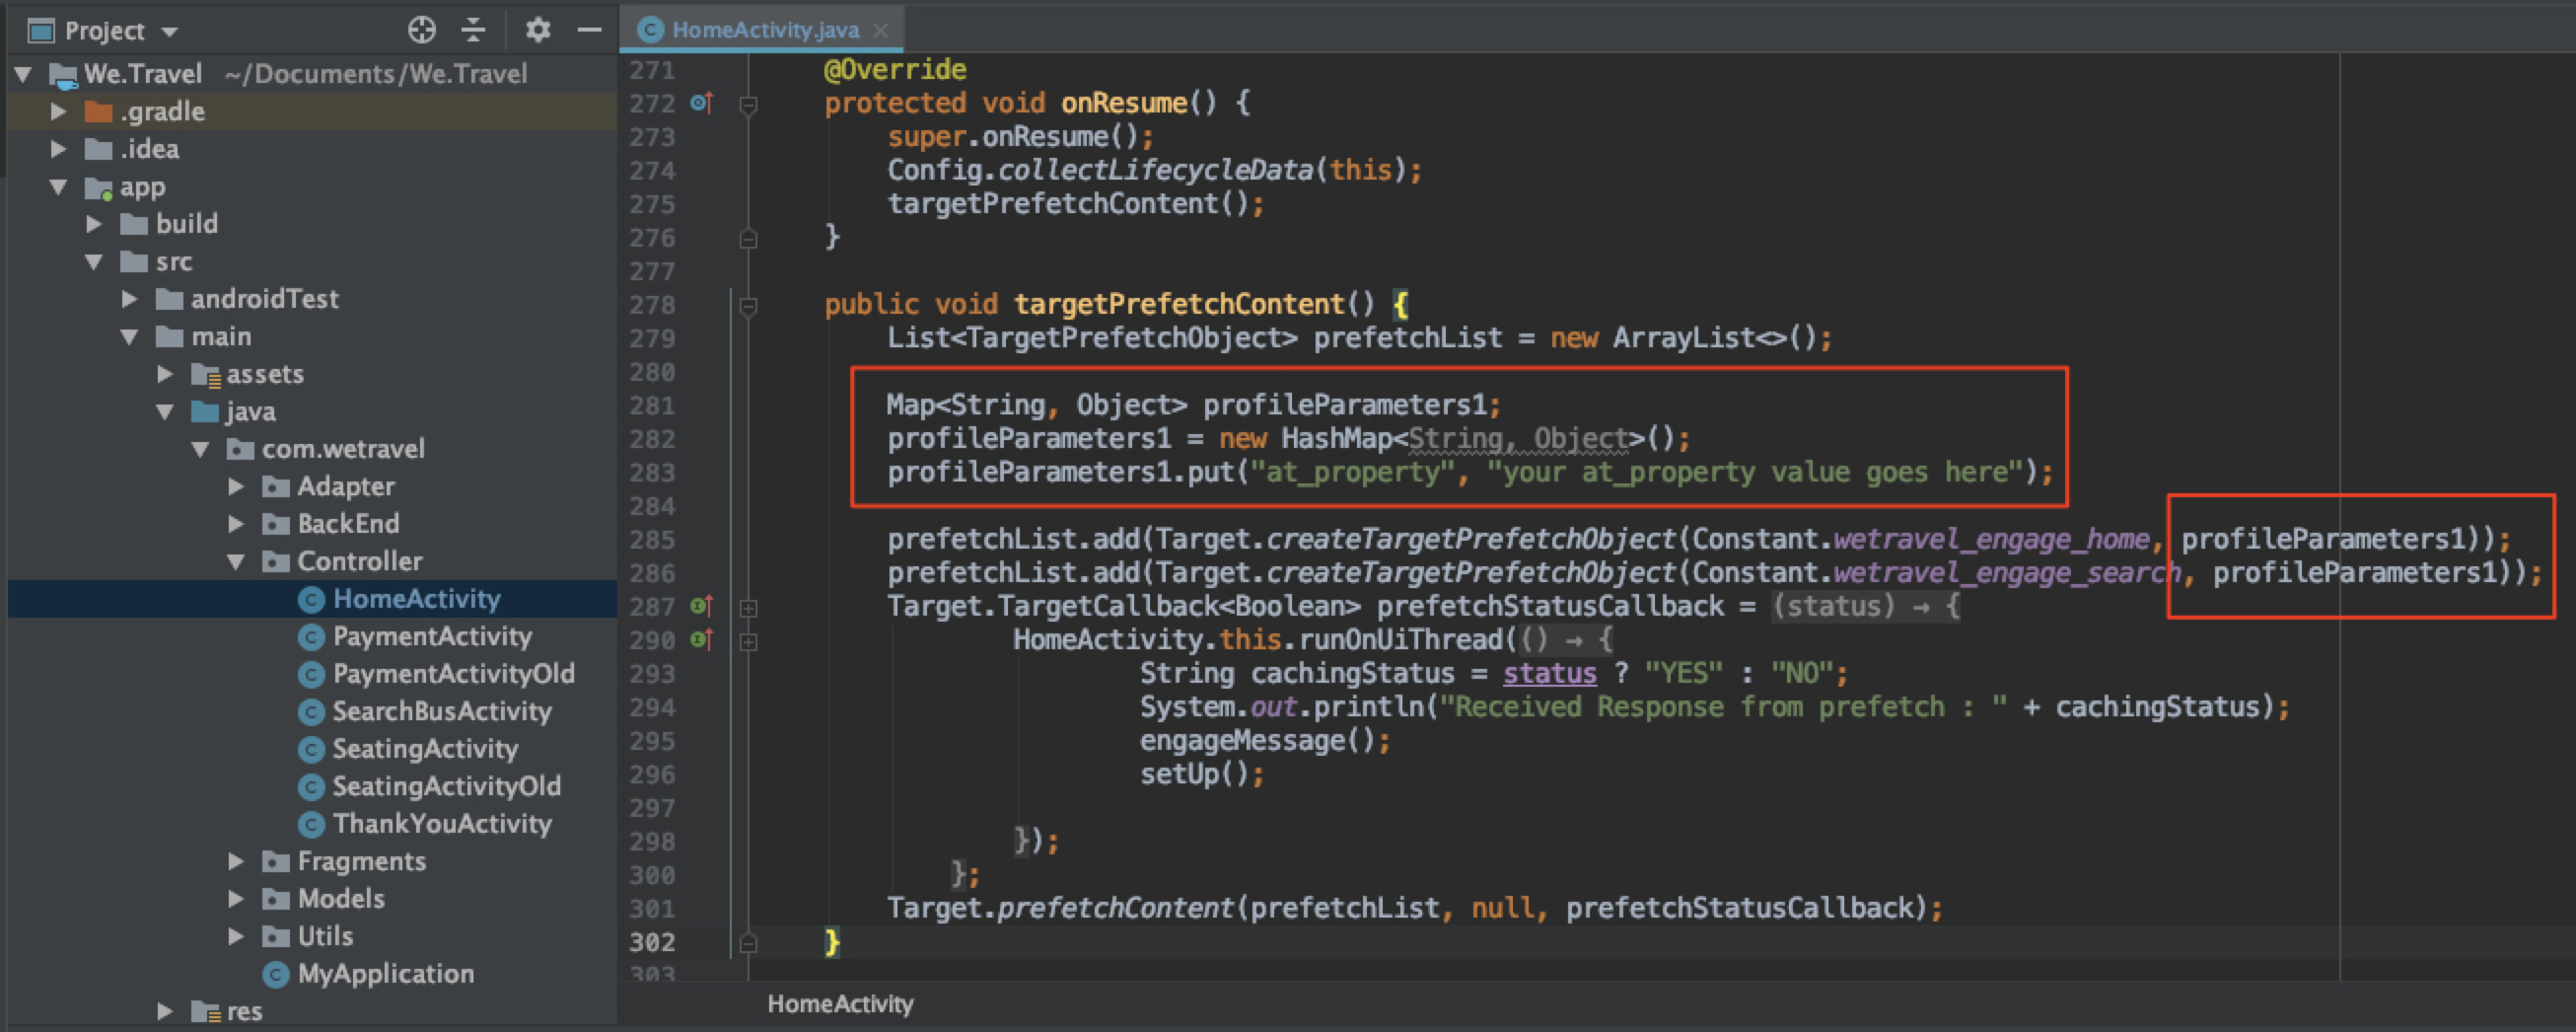 Project
We.Travel ~/Documents/We.Travel
.gradle
.idea
app
build
src
androidTest
main
assets
java
com.wetravel
Adapter
BackEnd
Controller
HomeActivity
PaymentActivity
PaymentActivityOld
SearchBusActivity
SeatingActivity
SeatingActivityOld
ThankYouActivity
Fragments
Models
Utils
MyApplication
res
HomeActivity.java
271 @Override
272 protected void onResume() {
273 super.onResume();
274 Config.collectLifecycleData(this);
275 targetPrefetchContent();
276 }
277
278 public void targetPrefetchContent() {
279 List<TargetPrefetchObject> prefetchList = new ArrayList<>();
280
281 Map<String, Object> profileParameters1;
282 profileParameters1 = new HashMap<String, Object>();
283 profileParameters1.put("at_property", "your at_property value goes here");
284
285 prefetchList.add(Target.createTargetPrefetchObject(Constant.wetravel_engage_home, profileParameters1));
286 prefetchList.add(Target.createTargetPrefetchObject(Constant.wetravel_engage_search, profileParameters1));
287 Target.TargetCallback<Boolean> prefetchStatusCallback = (status) → {
290 HomeActivity.this.runOnUiThread(() → {
293 String cachingStatus = status ? "YES" : "NO";
294 System.out.println("Received Response from prefetch : " + cachingStatus);
295 engageMessage();
296 setUp();
297
298 });
300 };
301 Target.prefetchContent(prefetchList, null, prefetchStatusCallback);
302 }
303
HomeActivity